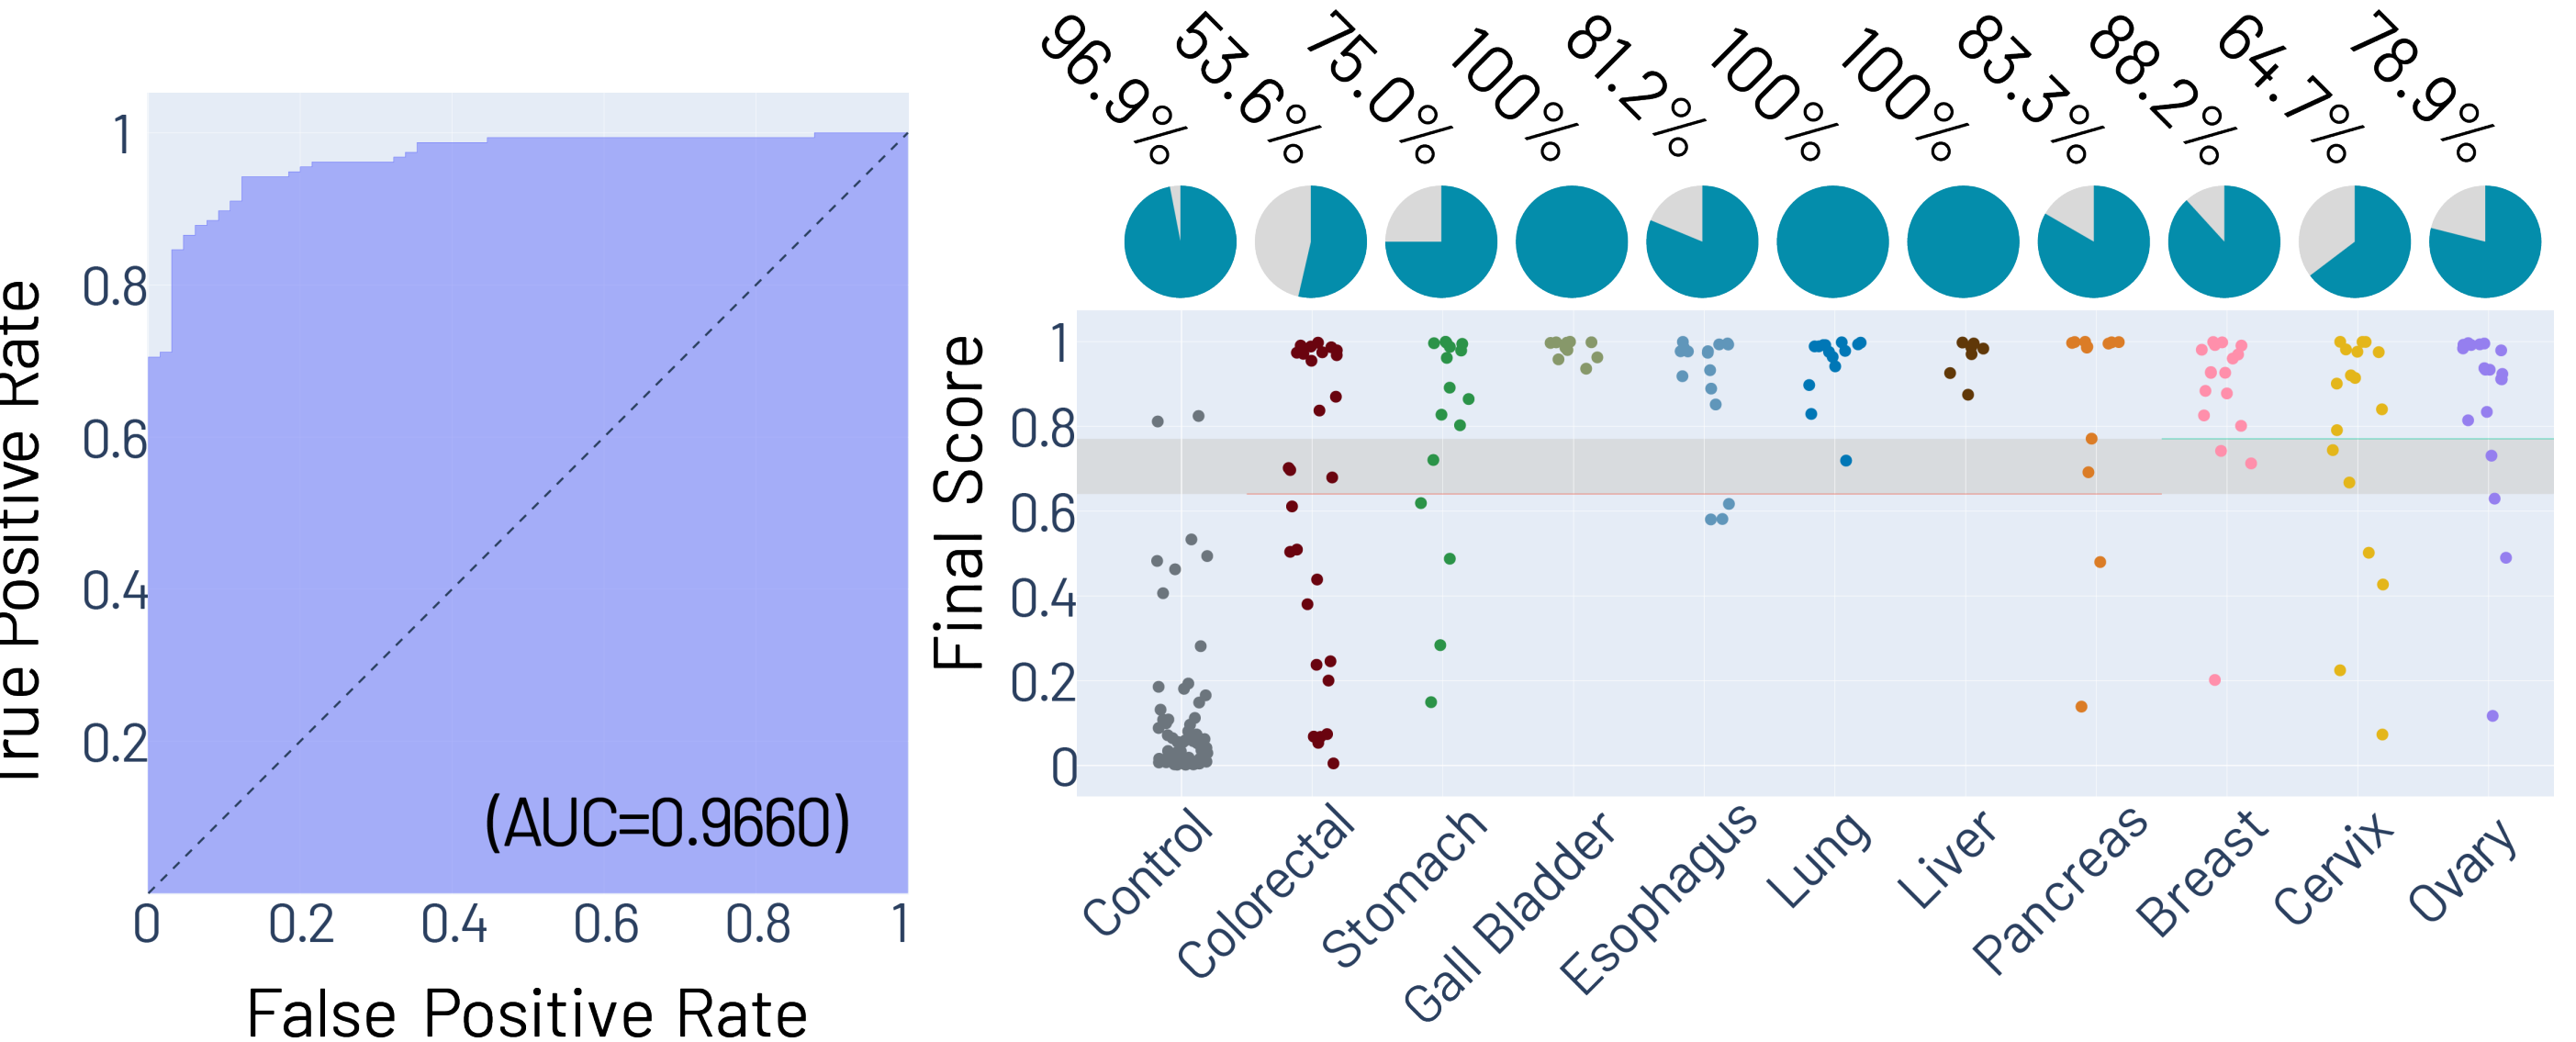 96.9%
53.6%
75.0%
100%
81.2%
100%
100%
83.3%
88.2%
64.7%
78.9%
True Positive Rate
1
0.8
0.6
0.4
0.2
(AUC=0.9660)
0
0.2
0.4
0.6
0.8
1
False Positive Rate
Final Score
1
0.8
0.6
0.4
0.2
0
Control
Colorectal
Stomach
Gall Bladder
Esophagus
Lung
Liver
Pancreas
Breast
Cervix
Ovary